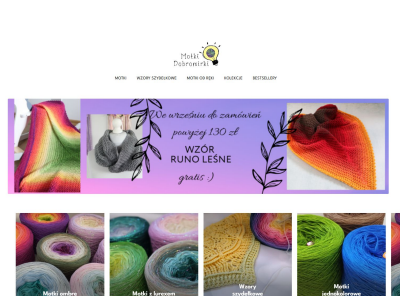 Motki
Dobromirki
MOTKI
WZORY SZYDEŁKOWE
MOTKI OD RĘKI
KOLEKCJE
BESTSELLERY
We wrześniu do zamówień
powyżej 130 zł
WZÓR
RUNO LEŚNE
gratis :)
Motki ombre
Motki z lurexem
Wzory
szydełkowe
Motki
jednokolorowe